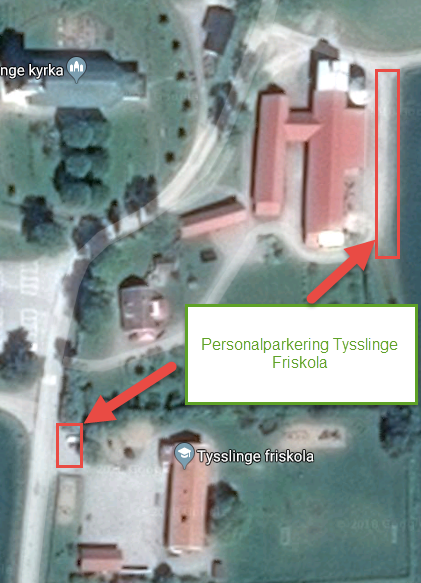 nge kyrka
Personalparkering Tysslinge
Friskola
Tysslinge friskola